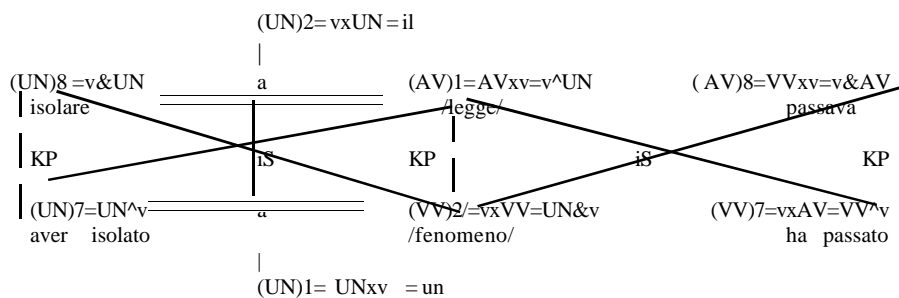 (UN)2= vxUN = il
|
(UN)8 =v&UN a (AV)1=AVxv=v^UN ( AV)8=VVxv=v&AV
isolare /legge/ passava
KP iS KP iS KP
(UN)7=UN^v a (VV)2/=vxVV=UN&v (VV)7=vxAV=VV^v
aver isolato /fenomeno/ ha passato
|
(UN)1= UNxv = un